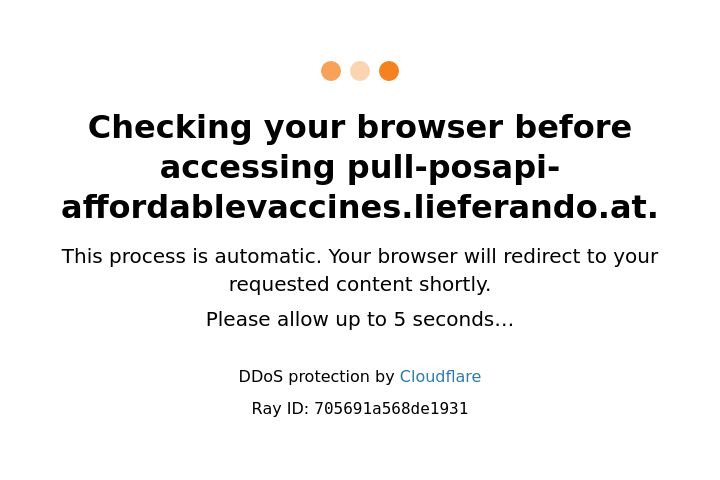 Checking your browser before
accessing pull-posapi-
affordablevaccines.lieferando.at.
This process is automatic. Your browser will redirect to your
requested content shortly.
Please allow up to 5 seconds…
DDoS protection by Cloudflare
Ray ID: 705691a568de1931